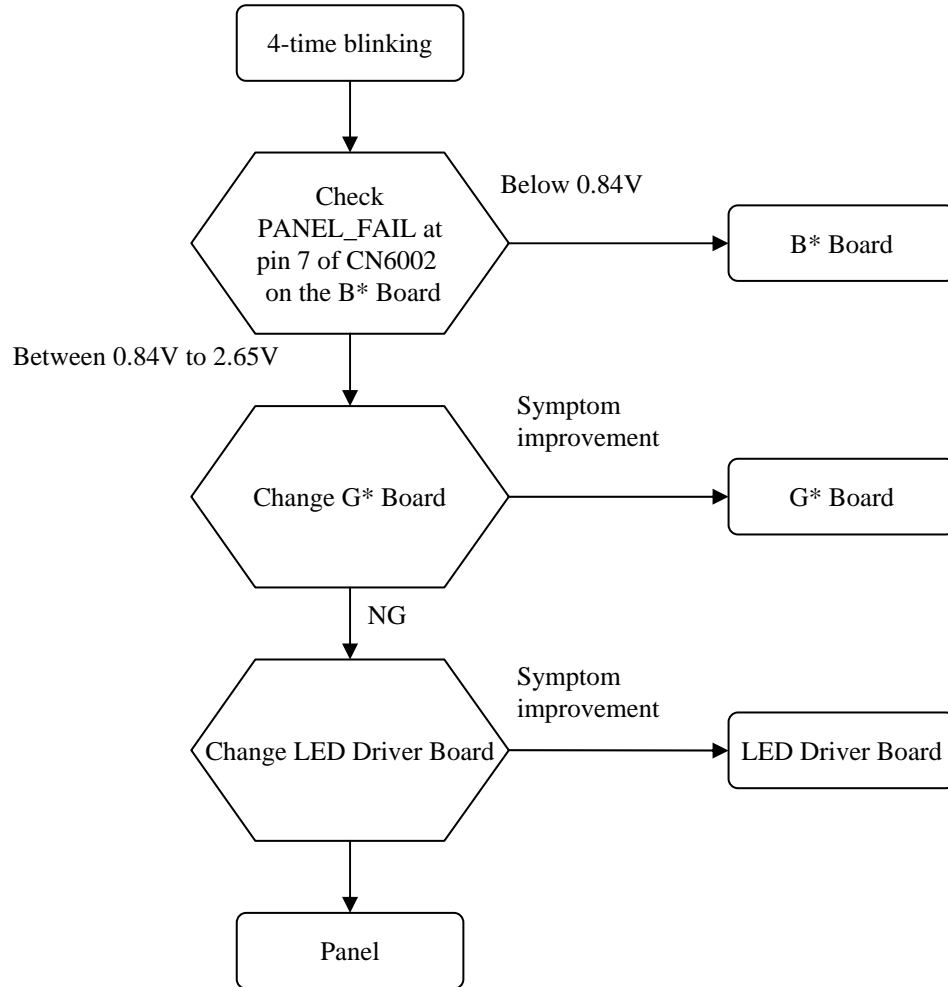 4-time blinking
Check
PANEL_FAIL at
pin 7 of CN6002
on the B* Board
Below 0.84V
B* Board
Between 0.84V to 2.65V
Change G* Board
Symptom
improvement
G* Board
NG
Change LED Driver Board
Symptom
improvement
LED Driver Board
Panel